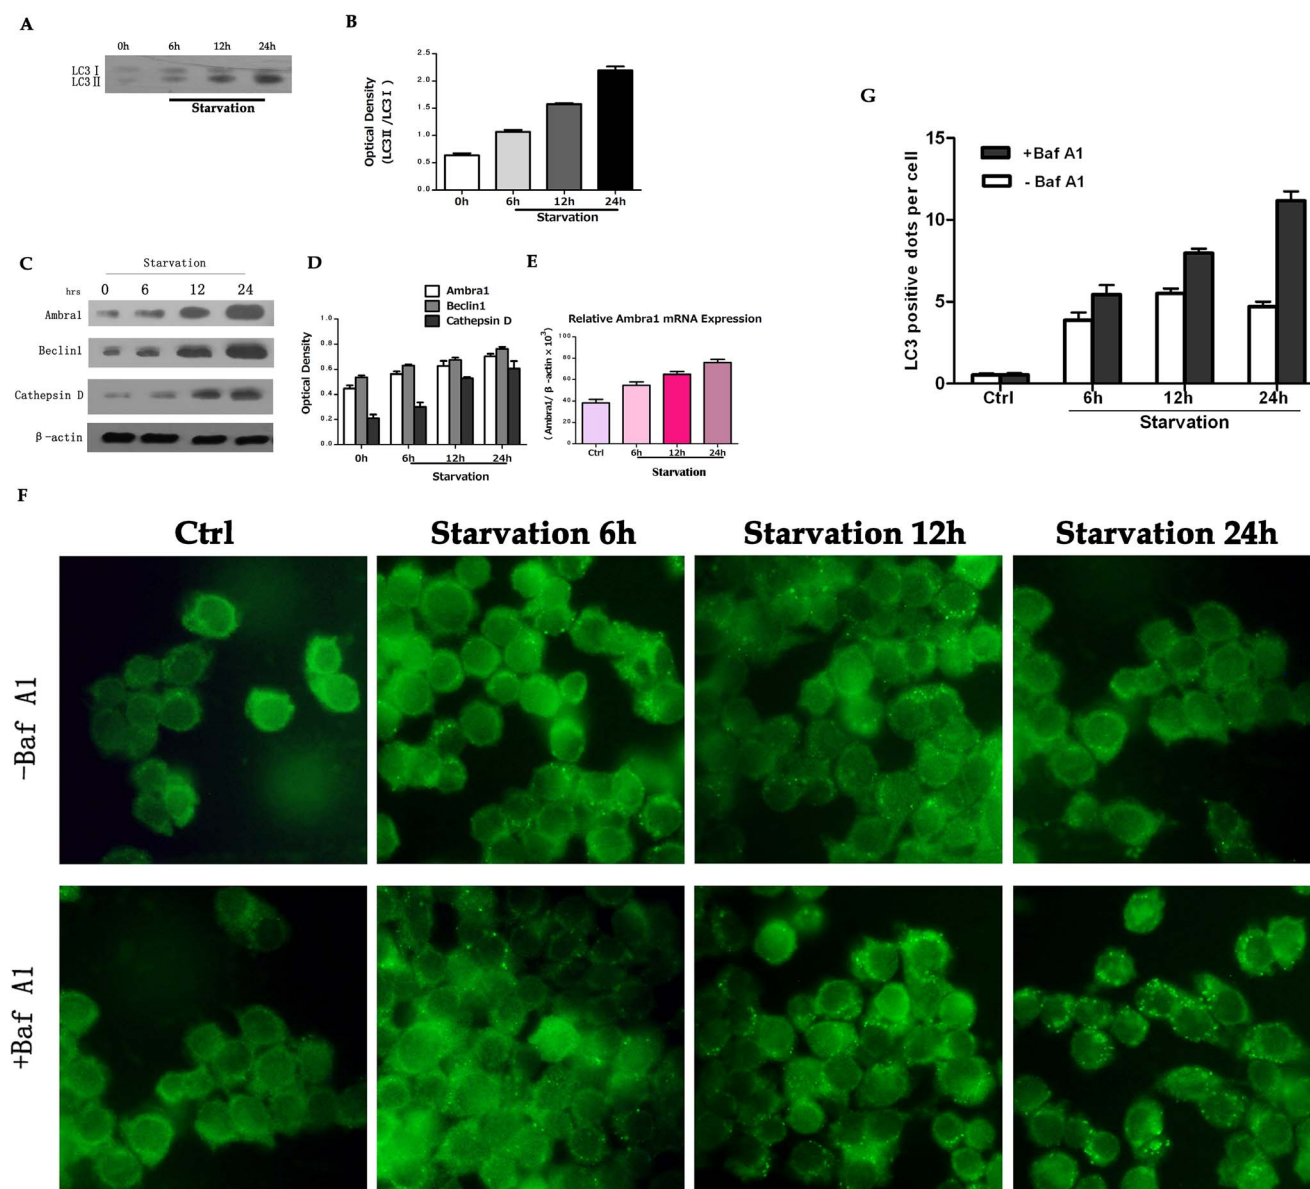 A
0h 6h 12h 24h
LC3 Ⅰ
LC3 Ⅱ
Starvation
B
Optical Density
(LC3Ⅱ/LC3Ⅰ)
2.5
2.0
1.5
1.0
0.5
0.0
0h 6h 12h 24h
Starvation
C
Starvation
hrs 0 6 12 24
Ambra1
Beclin1
Cathepsin D
β-actin
D
Ambra1
Beclin1
Cathepsin D
Optical Density
1.0
0.8
0.6
0.4
0.2
0.0
0h 6h 12h 24h
Starvation
E
Relative Ambra1 mRNA Expression
(Ambra1/β-actin×10³)
100
80
60
40
20
0
Ctrl 6h 12h 24h
Starvation
G
LC3 positive dots per cell
15
10
5
0
+Baf A1
- Baf A1
Ctrl 6h 12h 24h
Starvation
F
Ctrl Starvation 6h Starvation 12h Starvation 24h
-Baf A1
+Baf A1